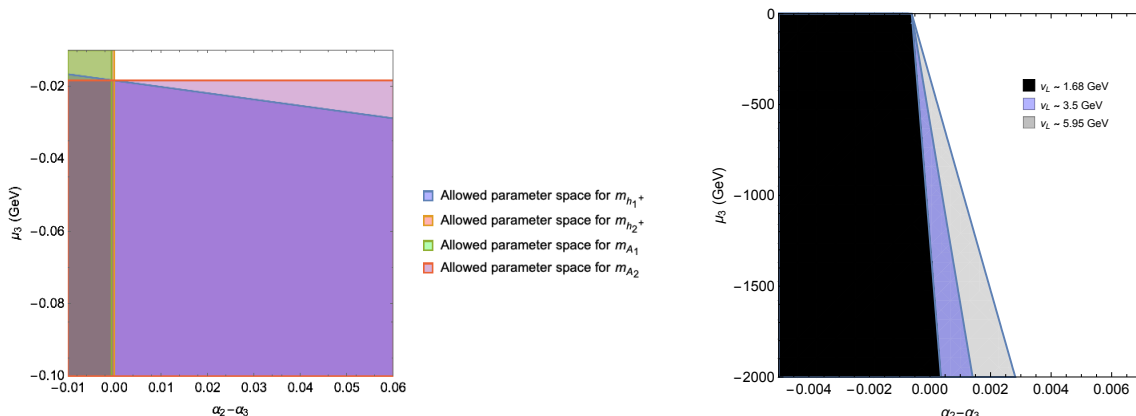 −0.02
−0.04
−0.06
−0.08
−0.10
−0.01 0.00 0.01 0.02 0.03 0.04 0.05 0.06
μ₃ (GeV)
α₂−α₃
Allowed parameter space for m_{h₁⁺}
Allowed parameter space for m_{h₂⁺}
Allowed parameter space for m_{A₁}
Allowed parameter space for m_{A₂}
0
−500
−1000
−1500
−2000
−0.004 −0.002 0.000 0.002 0.004 0.006
μ₃ (GeV)
α₂−α₃
v_L ~ 1.68 GeV
v_L ~ 3.5 GeV
v_L ~ 5.95 GeV